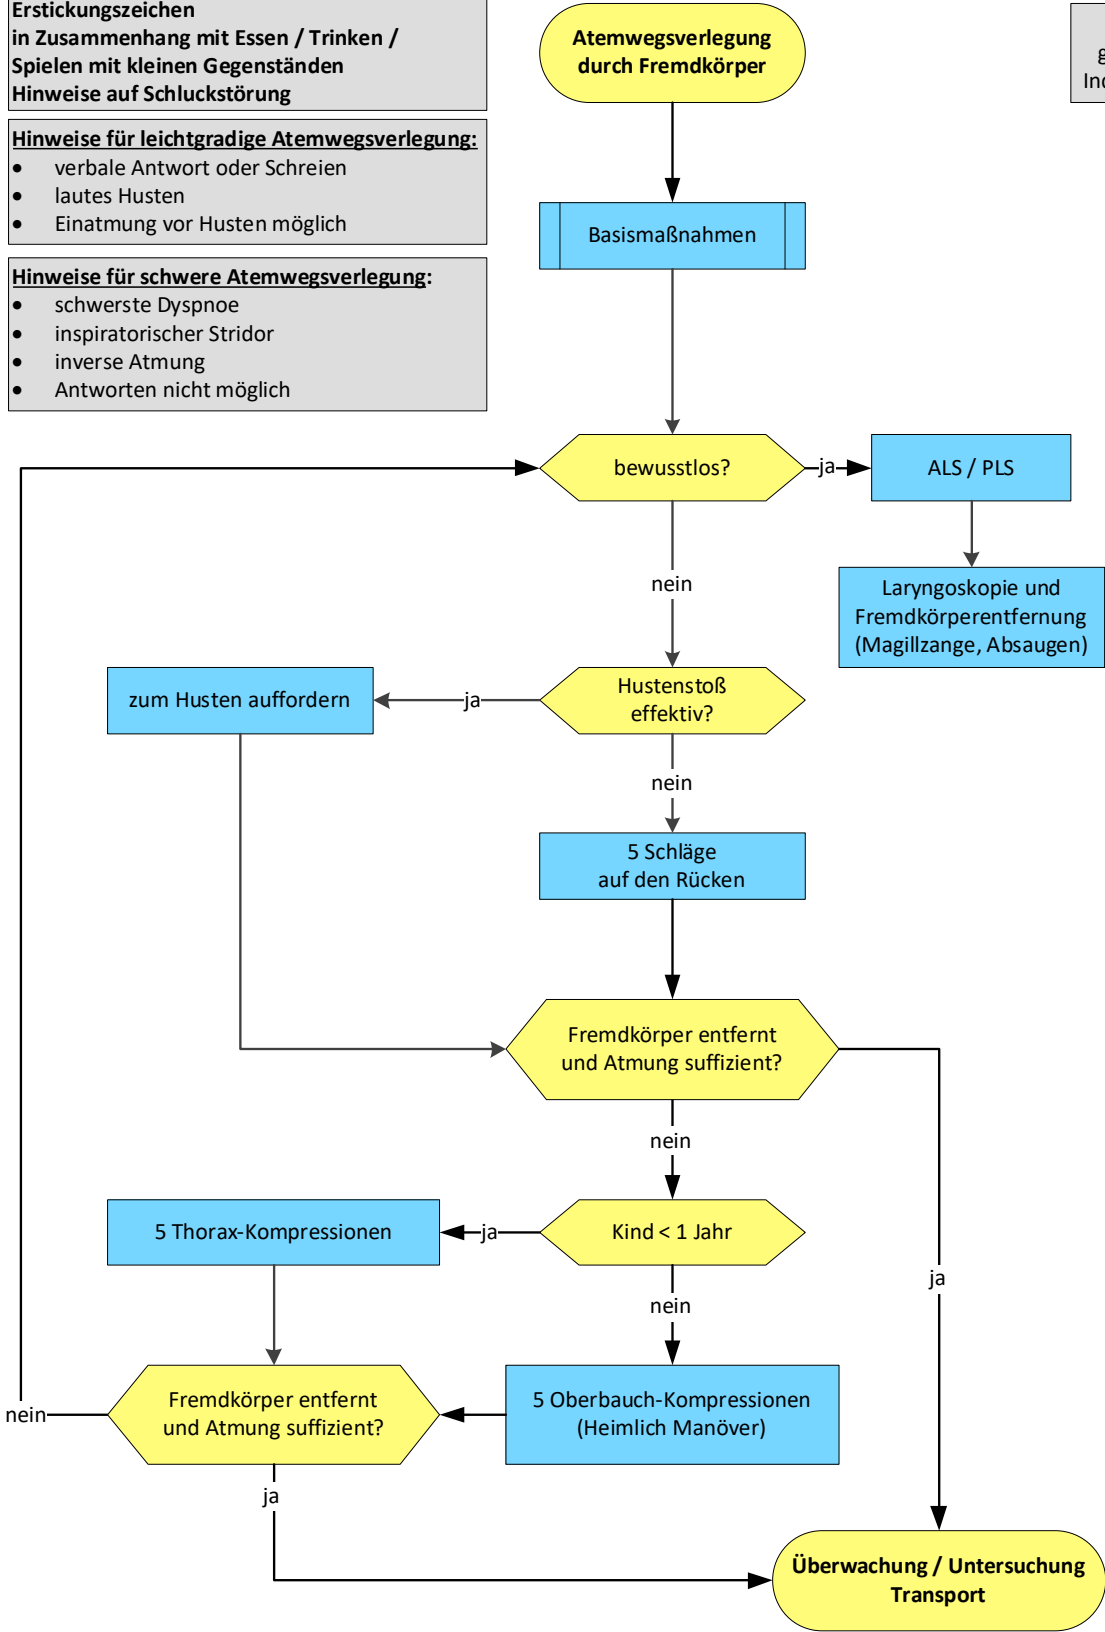 Erstickungszeichen
in Zusammenhang mit Essen / Trinken /
Spielen mit kleinen Gegenständen
Hinweise auf Schluckstörung
Atemwegsverlegung
durch Fremdkörper
Hinweise für leichtgradige Atemwegsverlegung:
• verbale Antwort oder Schreien
• lautes Husten
• Einatmung vor Husten möglich
Basismaßnahmen
Hinweise für schwere Atemwegsverlegung:
• schwerste Dyspnoe
• inspiratorischer Stridor
• inverse Atmung
• Antworten nicht möglich
bewusstlos?
ja
ALS / PLS
nein
Laryngoskopie und
Fremdkörperentfernung
(Magillzange, Absaugen)
Hustenstoß
effektiv?
ja
zum Husten auffordern
nein
5 Schläge
auf den Rücken
Fremdkörper entfernt
und Atmung suffizient?
nein
ja
Kind < 1 Jahr
ja
5 Thorax-Kompressionen
nein
5 Oberbauch-Kompressionen
(Heimlich Manöver)
Fremdkörper entfernt
und Atmung suffizient?
nein
ja
Überwachung / Untersuchung
Transport